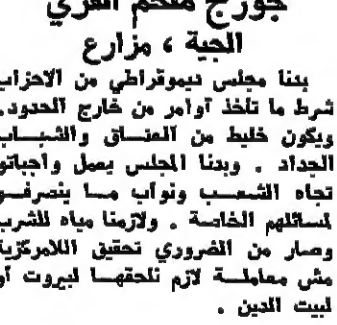 جورج ملحم القزي
الجية ، مزارع
بدنا مجلس ديموقراطي من الاحزاب
شرط ما تأخذ أوامر من خارج الحدود.
ويكون خليط من العتاق والشباب
الجداد . وبدنا المجلس يعمل واجباتو
تجاه الشعب ونواب ما ينصرفو
لمسائلهم الخاصة . ولازمنا مياه للشرب
وصار من الضروري تحقيق اللامركزية
مش معاملة لازم نلحقها لبيروت أو
لبيت الدين .